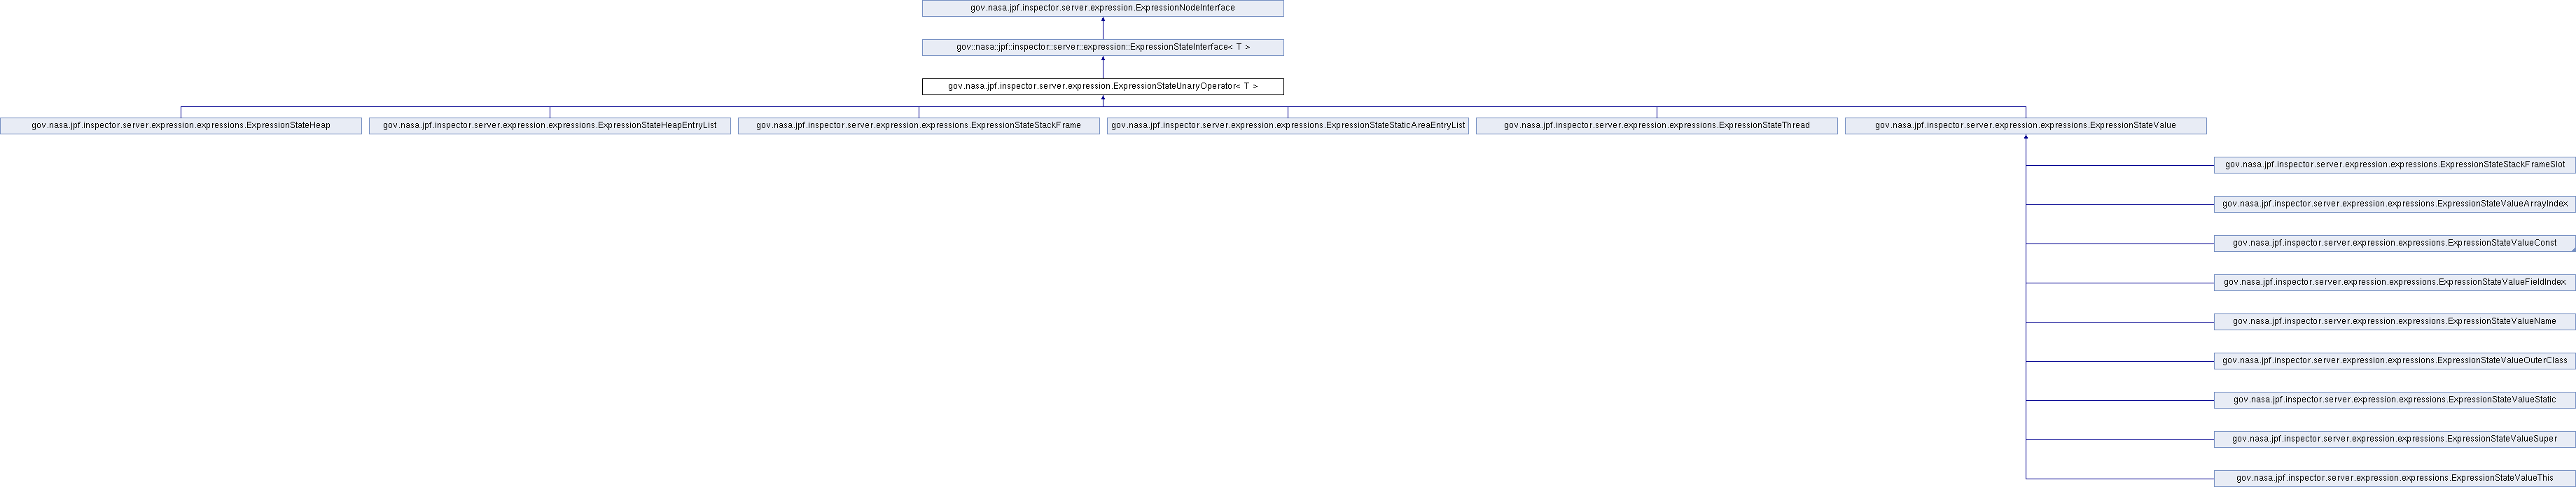 gov.nasa.jpf.inspector.server.expression.ExpressionNodeInterface
gov::nasa::jpf::inspector::server::expression::ExpressionStateInterface< T >
gov.nasa.jpf.inspector.server.expression.ExpressionStateUnaryOperator< T >
gov.nasa.jpf.inspector.server.expression.expressions.ExpressionStateHeap
gov.nasa.jpf.inspector.server.expression.expressions.ExpressionStateHeapEntryList
gov.nasa.jpf.inspector.server.expression.expressions.ExpressionStateStackFrame
gov.nasa.jpf.inspector.server.expression.expressions.ExpressionStateStaticAreaEntryList
gov.nasa.jpf.inspector.server.expression.expressions.ExpressionStateThread
gov.nasa.jpf.inspector.server.expression.expressions.ExpressionStateValue
gov.nasa.jpf.inspector.server.expression.expressions.ExpressionStateStackFrameSlot
gov.nasa.jpf.inspector.server.expression.expressions.ExpressionStateValueArrayIndex
gov.nasa.jpf.inspector.server.expression.expressions.ExpressionStateValueConst
gov.nasa.jpf.inspector.server.expression.expressions.ExpressionStateValueFieldIndex
gov.nasa.jpf.inspector.server.expression.expressions.ExpressionStateValueName
gov.nasa.jpf.inspector.server.expression.expressions.ExpressionStateValueOuterClass
gov.nasa.jpf.inspector.server.expression.expressions.ExpressionStateValueStatic
gov.nasa.jpf.inspector.server.expression.expressions.ExpressionStateValueSuper
gov.nasa.jpf.inspector.server.expression.expressions.ExpressionStateValueThis